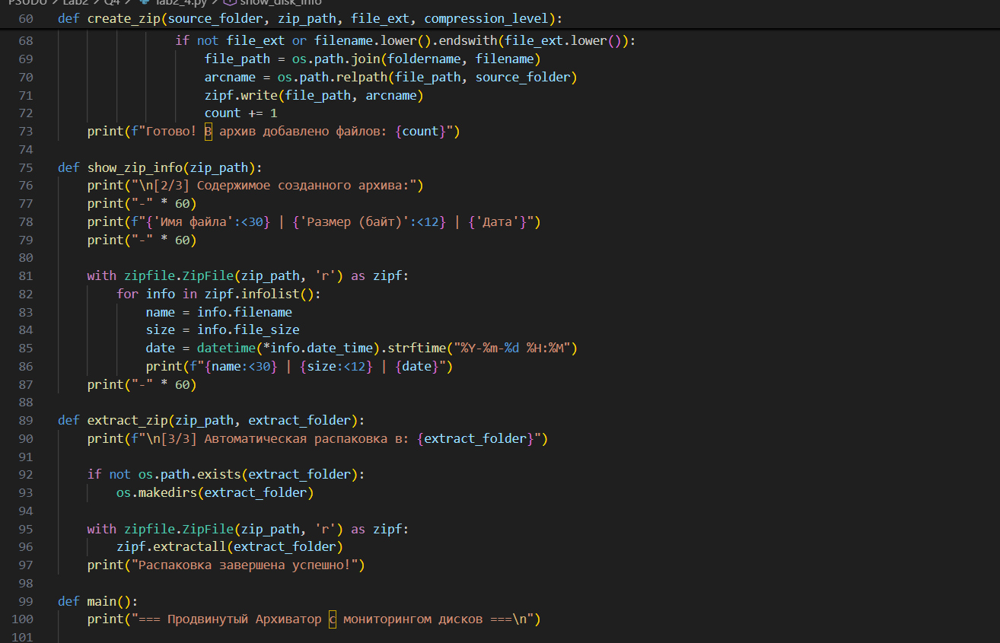 PSUDU > Lab2 > Q4 > lab2_4.py > show_disk_info
60 def create_zip(source_folder, zip_path, file_ext, compression_level):
68 if not file_ext or filename.lower().endswith(file_ext.lower()):
69 file_path = os.path.join(foldername, filename)
70 arcname = os.path.relpath(file_path, source_folder)
71 zipf.write(file_path, arcname)
72 count += 1
73 print(f"Готово! В архив добавлено файлов: {count}")
74
75 def show_zip_info(zip_path):
76 print("\n[2/3] Содержимое созданного архива:")
77 print("-" * 60)
78 print(f"{'Имя файла':<30} | {'Размер (байт)':<12} | {'Дата'}")
79 print("-" * 60)
80
81 with zipfile.ZipFile(zip_path, 'r') as zipf:
82 for info in zipf.infolist():
83 name = info.filename
84 size = info.file_size
85 date = datetime(*info.date_time).strftime("%Y-%m-%d %H:%M")
86 print(f"{name:<30} | {size:<12} | {date}")
87 print("-" * 60)
88
89 def extract_zip(zip_path, extract_folder):
90 print(f"\n[3/3] Автоматическая распаковка в: {extract_folder}")
91
92 if not os.path.exists(extract_folder):
93 os.makedirs(extract_folder)
94
95 with zipfile.ZipFile(zip_path, 'r') as zipf:
96 zipf.extractall(extract_folder)
97 print("Распаковка завершена успешно!")
98
99 def main():
100 print("=== Продвинутый Архиватор с мониторингом дисков ===\n")
101